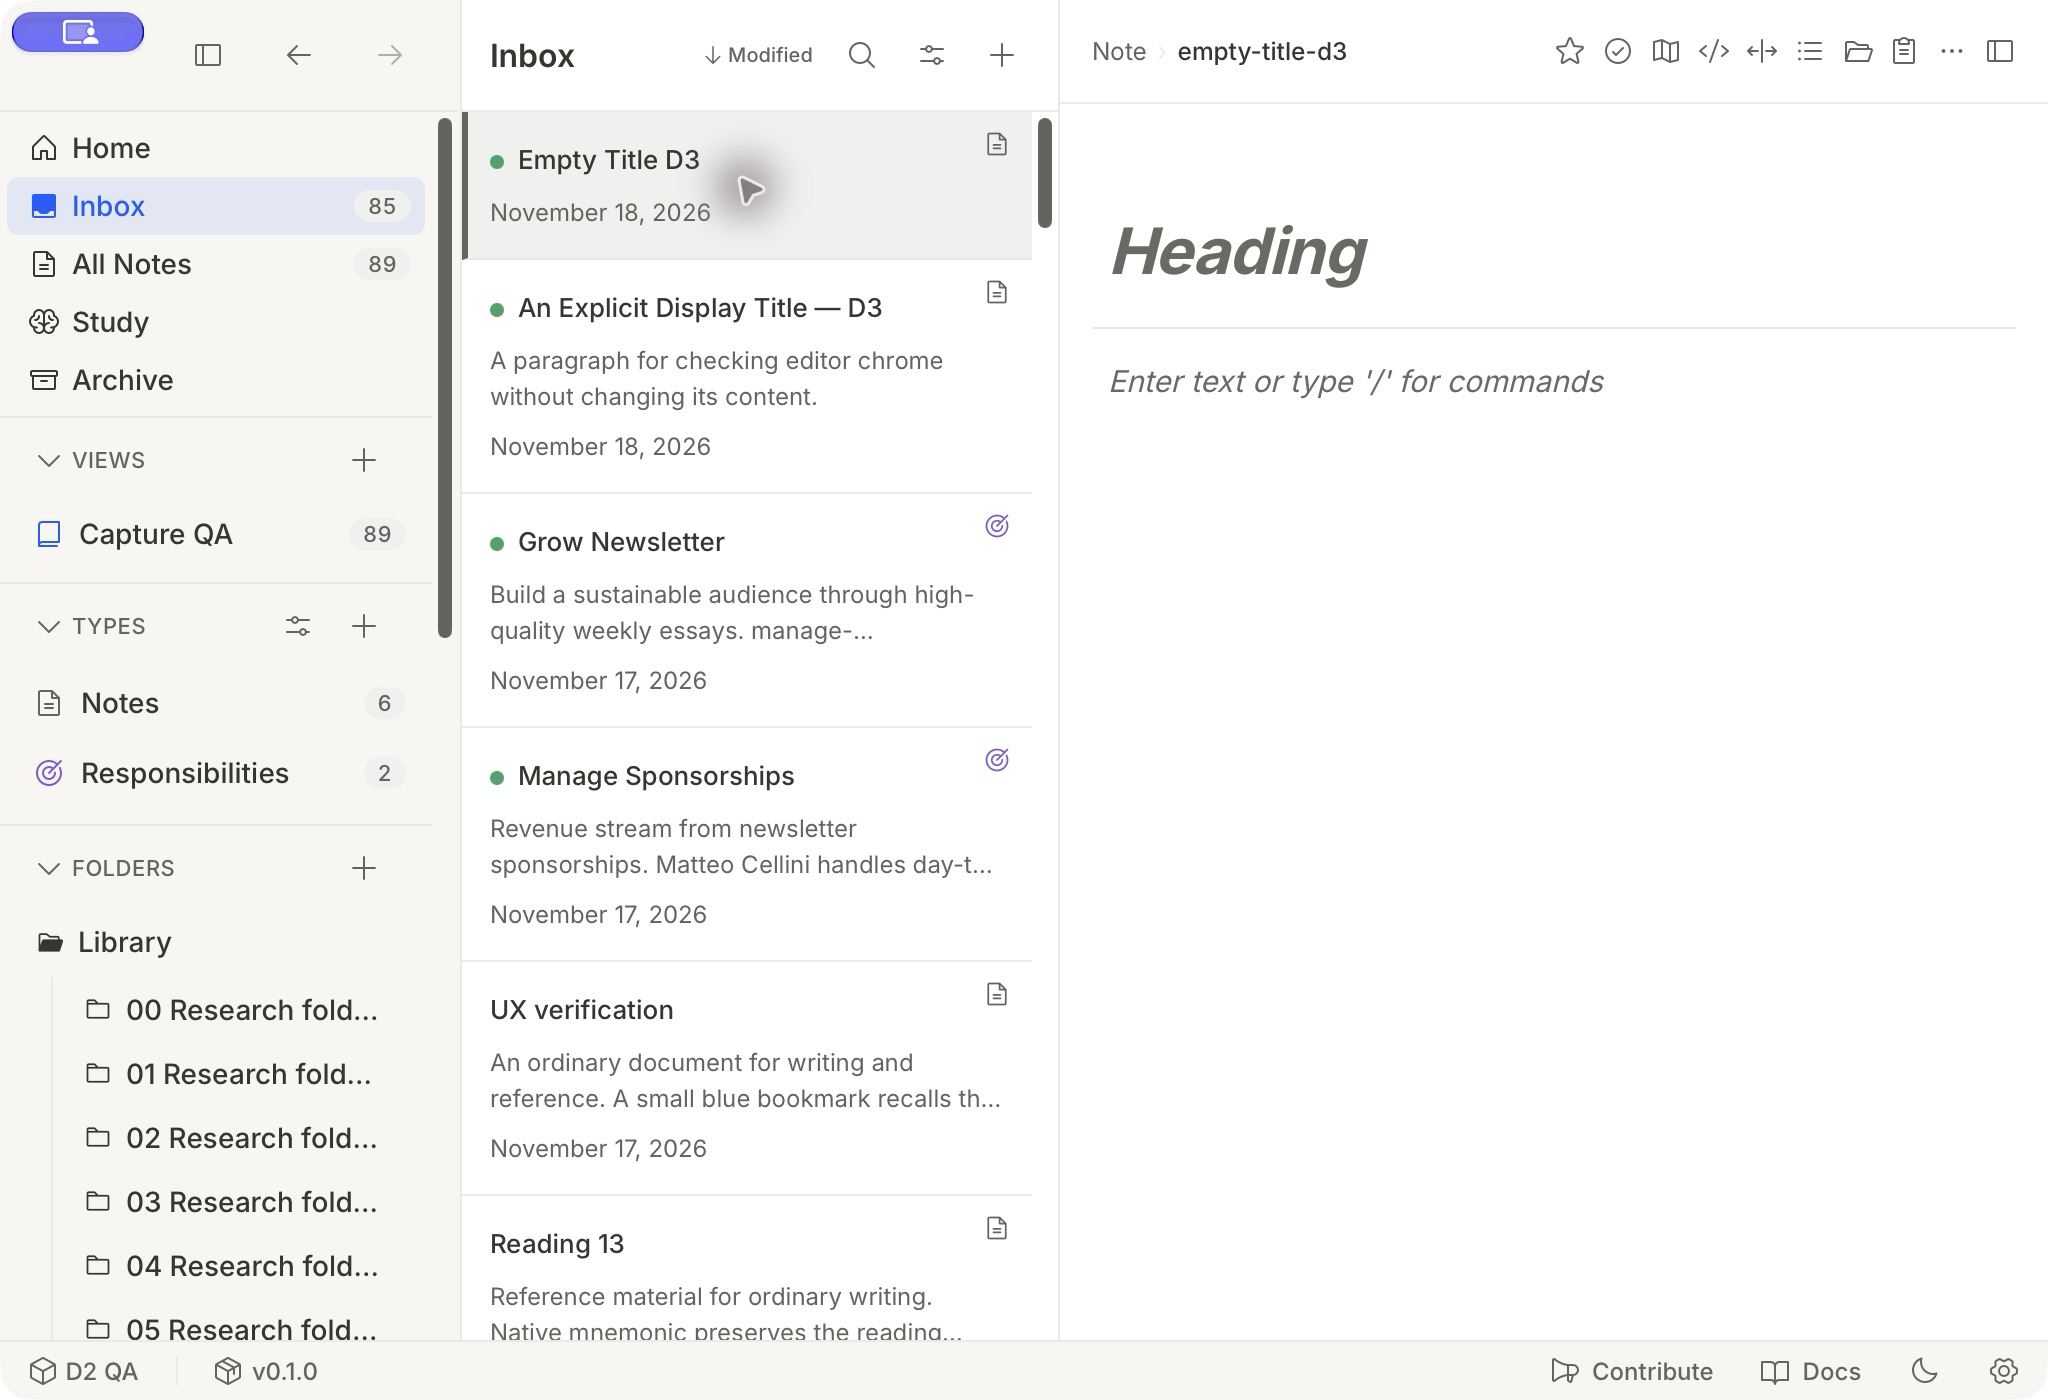 Home
Inbox 85
All Notes 89
Study
Archive
VIEWS
Capture QA 89
TYPES
Notes 6
Responsibilities 2
FOLDERS
Library
00 Research fold...
01 Research fold...
02 Research fold...
03 Research fold...
04 Research fold...
05 Research fold...
Inbox
Modified
Empty Title D3
November 18, 2026
An Explicit Display Title — D3
A paragraph for checking editor chrome
without changing its content.
November 18, 2026
Grow Newsletter
Build a sustainable audience through high-
quality weekly essays. manage-...
November 17, 2026
Manage Sponsorships
Revenue stream from newsletter
sponsorships. Matteo Cellini handles day-t...
November 17, 2026
UX verification
An ordinary document for writing and
reference. A small blue bookmark recalls th...
November 17, 2026
Reading 13
Reference material for ordinary writing.
Native mnemonic preserves the reading...
Note › empty-title-d3
Heading
Enter text or type '/' for commands
D2 QA
v0.1.0
Contribute
Docs